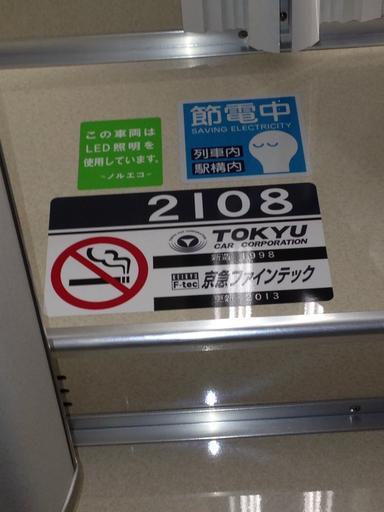 この車両は
LED照明を
使用しています。
~ノルエコ~
節電中
SAVING ELECTRICITY
列車内
駅構内
2108
TOKYU
CAR CORPORATION
新造 1998
F-tec 京急ファインテック
更新 2013